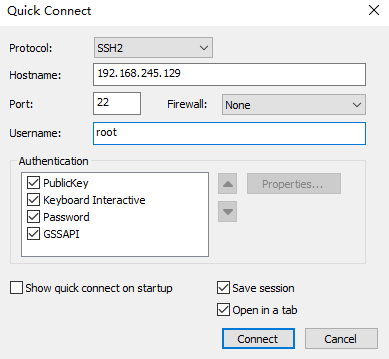 Quick Connect
Protocol: SSH2
Hostname: 192.168.245.129
Port: 22 Firewall: None
Username: root
Authentication
PublicKey
Keyboard Interactive
Password
GSSAPI
Properties...
Show quick connect on startup
Save session
Open in a tab
Connect Cancel